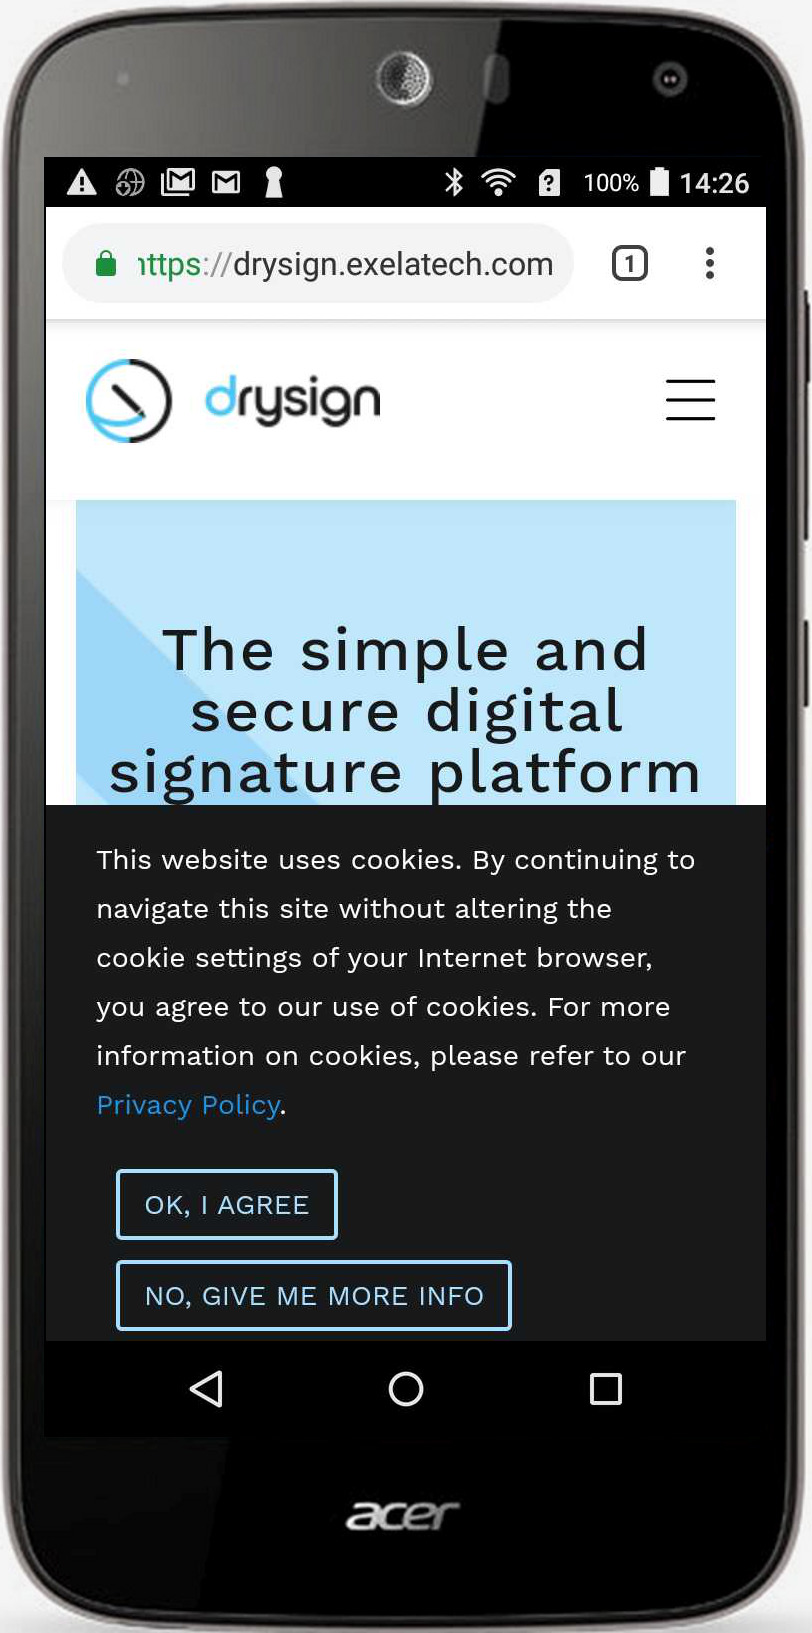 100% 14:26
https://drysign.exelatech.com 1
drysign
The simple and
secure digital
signature platform
This website uses cookies. By continuing to
navigate this site without altering the
cookie settings of your Internet browser,
you agree to our use of cookies. For more
information on cookies, please refer to our
Privacy Policy.
OK, I AGREE
NO, GIVE ME MORE INFO
acer